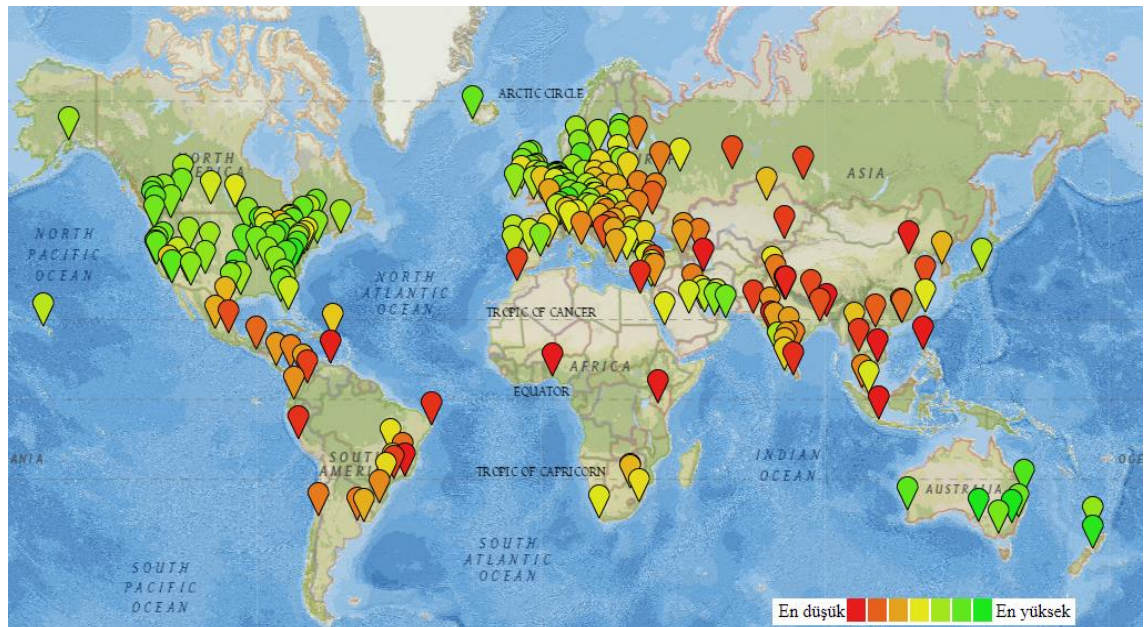 ARCTIC CIRCLE
NORTH
ASIA
NORTH
PACIFIC
OCEAN
NORTH
ATLANTIC
OCEAN
TROPIC OF CANCER
AFRICA
EQUATOR
SOUTH
AMERICA
TROPIC OF CAPRICORN
INDIAN
OCEAN
AUSTRALIA
SOUTH
ATLANTIC
OCEAN
SOUTH
PACIFIC
OCEAN
En düşük
En yüksek